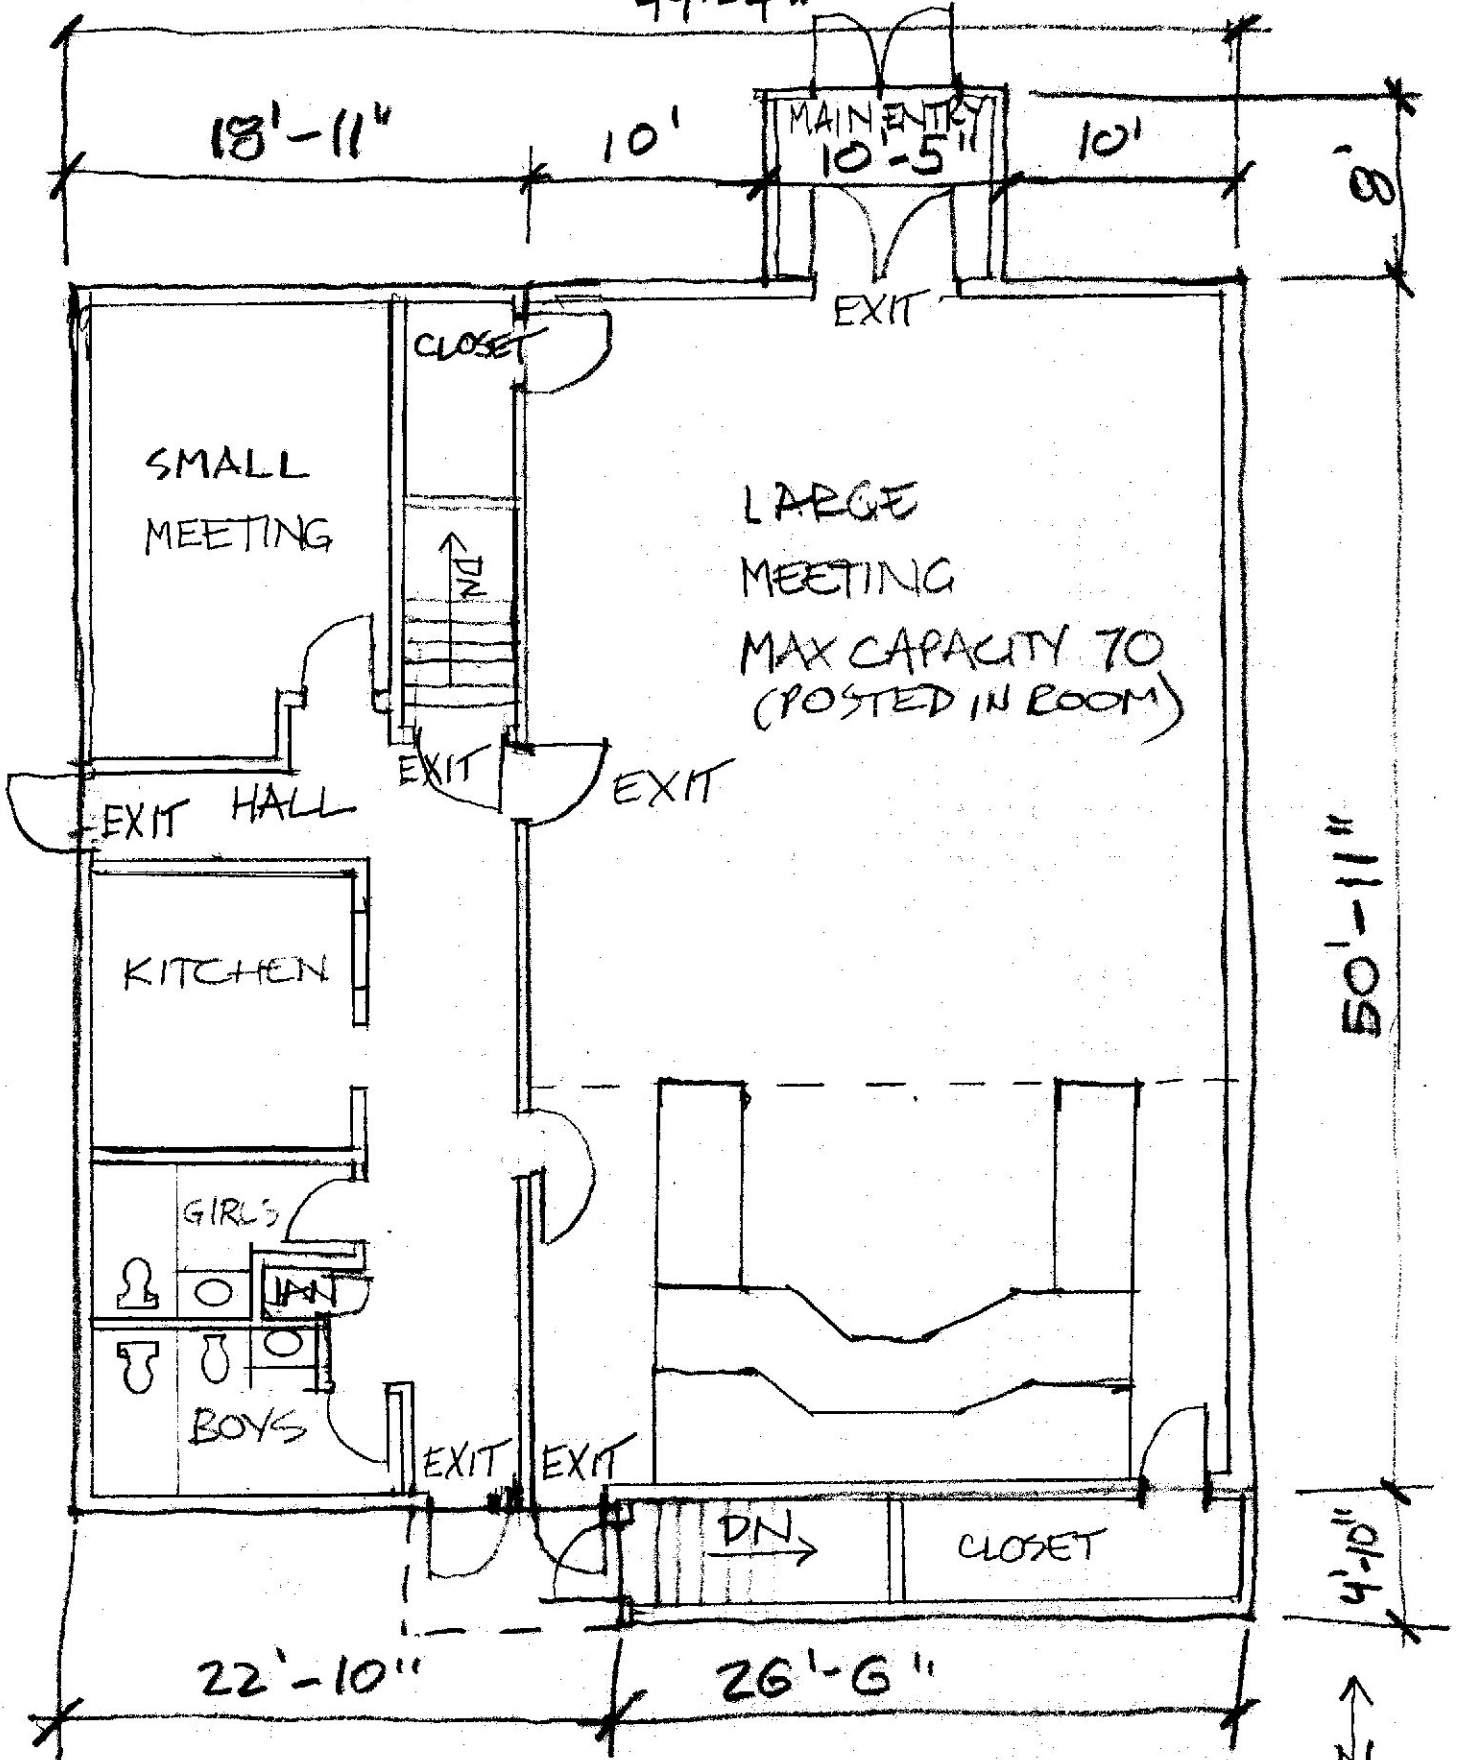 18'-11"
10'
MAIN ENTRY
10'-5"
10'
8'
EXIT
CLOSET
SMALL
MEETING
LARGE
MEETING
MAX CAPACITY 70
(POSTED IN ROOM)
DN
EXIT
EXIT
EXIT
HALL
50'-11"
KITCHEN
GIRLS
JAN
BOYS
EXIT
EXIT
DN
CLOSET
4'-10"
22'-10"
26'-6"